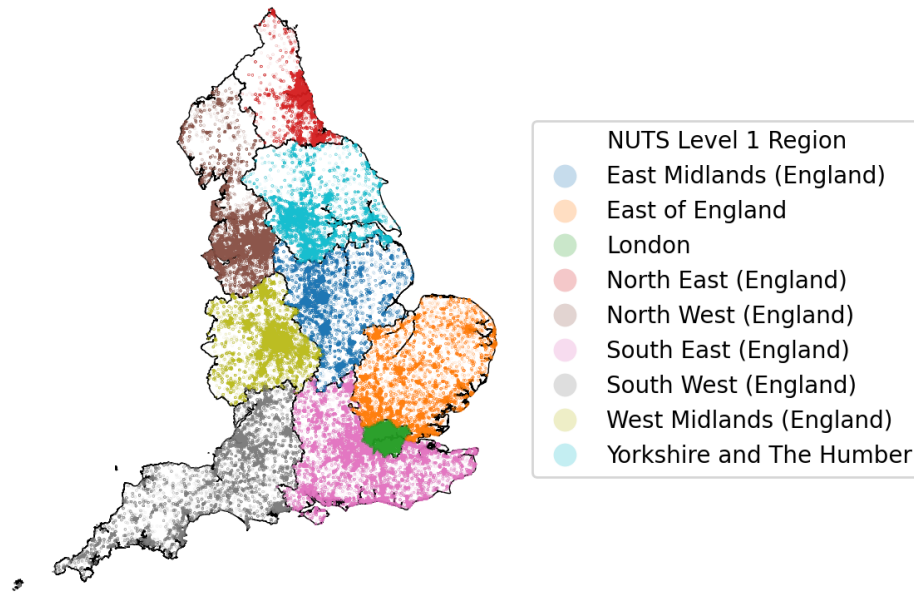 NUTS Level 1 Region
East Midlands (England)
East of England
London
North East (England)
North West (England)
South East (England)
South West (England)
West Midlands (England)
Yorkshire and The Humber